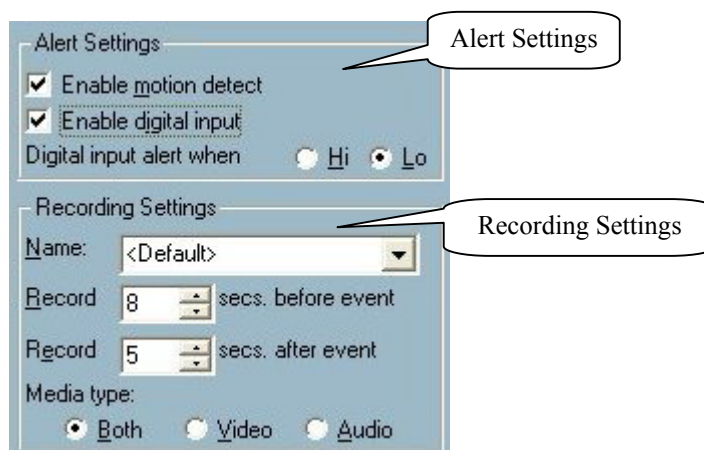 Alert Settings
Alert Settings
Enable motion detect
Enable digital input
Digital input alert when Hi Lo
Recording Settings
Recording Settings
Name: <Default>
Record 8 secs. before event
Record 5 secs. after event
Media type:
Both Video Audio